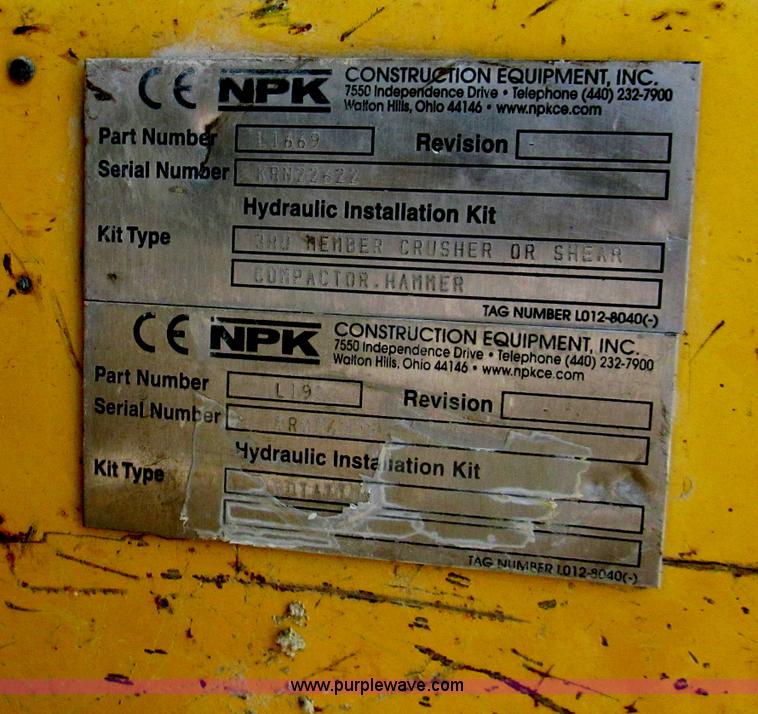 CE NPK CONSTRUCTION EQUIPMENT, INC.
7550 Independence Drive • Telephone (440) 232-7900
Walton Hills, Ohio 44146 • www.npkce.com
Part Number L1669 Revision -
Serial Number KRN22622
Hydraulic Installation Kit
Kit Type 3RD MEMBER CRUSHER OR SHEAR
COMPACTOR.HAMMER
TAG NUMBER L012-8040(-)
CE NPK CONSTRUCTION EQUIPMENT, INC.
7550 Independence Drive • Telephone (440) 232-7900
Walton Hills, Ohio 44146 • www.npkce.com
Part Number Revision
Serial Number
Hydraulic Installation Kit
Kit Type
TAG NUMBER L012-8040(-)
www.purplewave.com